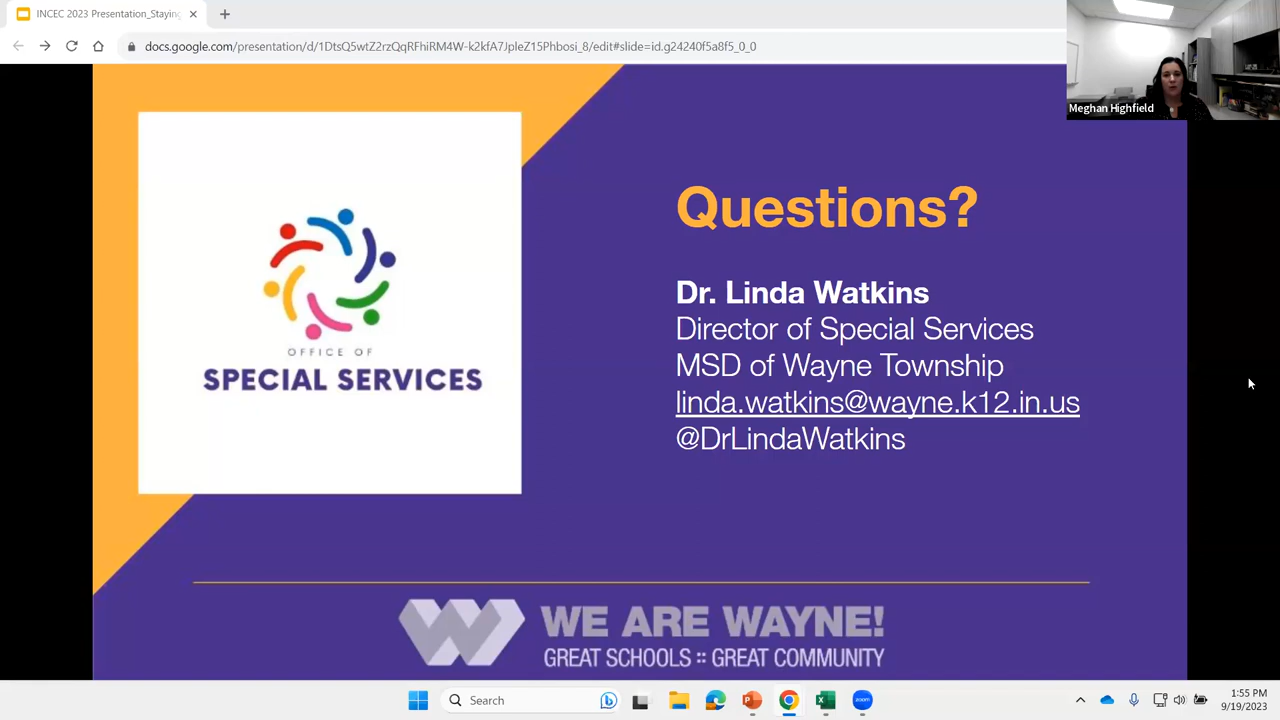 INCEC 2023 Presentation_Staying
docs.google.com/presentation/d/1DtsQ5wtZ2rzQqRFhiRM4W-k2kfA7JpleZ15Phbosi_8/edit#slide=id.g24240f5a8f5_0_0
Meghan Highfield
OFFICE OF
SPECIAL SERVICES
Questions?
Dr. Linda Watkins
Director of Special Services
MSD of Wayne Township
linda.watkins@wayne.k12.in.us
@DrLindaWatkins
WE ARE WAYNE!
GREAT SCHOOLS :: GREAT COMMUNITY
Search
zoom
1:55 PM
9/19/2023